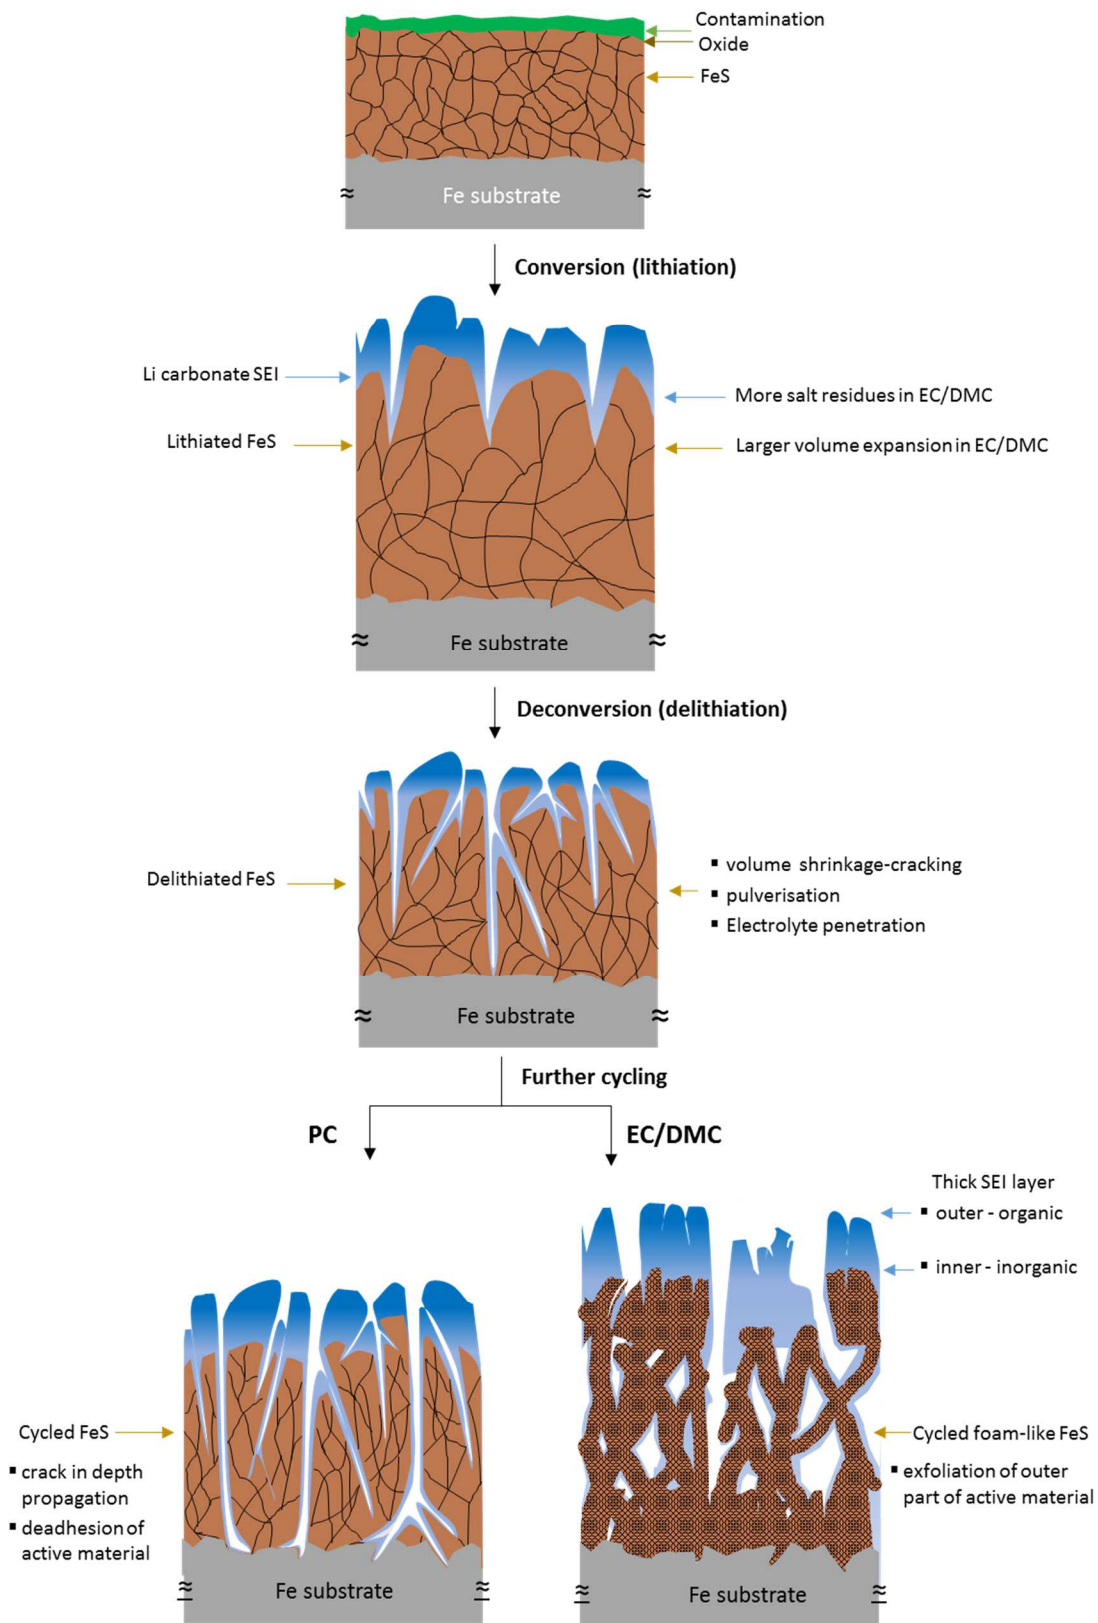 Contamination
Oxide
FeS
≈ Fe substrate ≈
Conversion (lithiation)
Li carbonate SEI
More salt residues in EC/DMC
Lithiated FeS
Larger volume expansion in EC/DMC
≈ Fe substrate ≈
Deconversion (delithiation)
Delithiated FeS
▪ volume shrinkage-cracking
▪ pulverisation
▪ Electrolyte penetration
≈ Fe substrate ≈
Further cycling
PC
EC/DMC
Thick SEI layer
▪ outer - organic
▪ inner - inorganic
Cycled FeS
▪ crack in depth
propagation
▪ deadhesion of
active material
Cycled foam-like FeS
▪ exfoliation of outer
part of active material
≈ Fe substrate ≈
≈ Fe substrate ≈